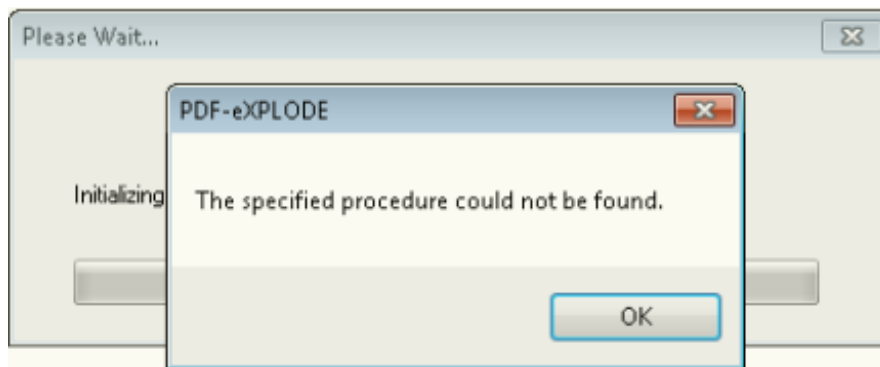 Please Wait...
PDF-eXPLODE
Initializing
The specified procedure could not be found.
OK